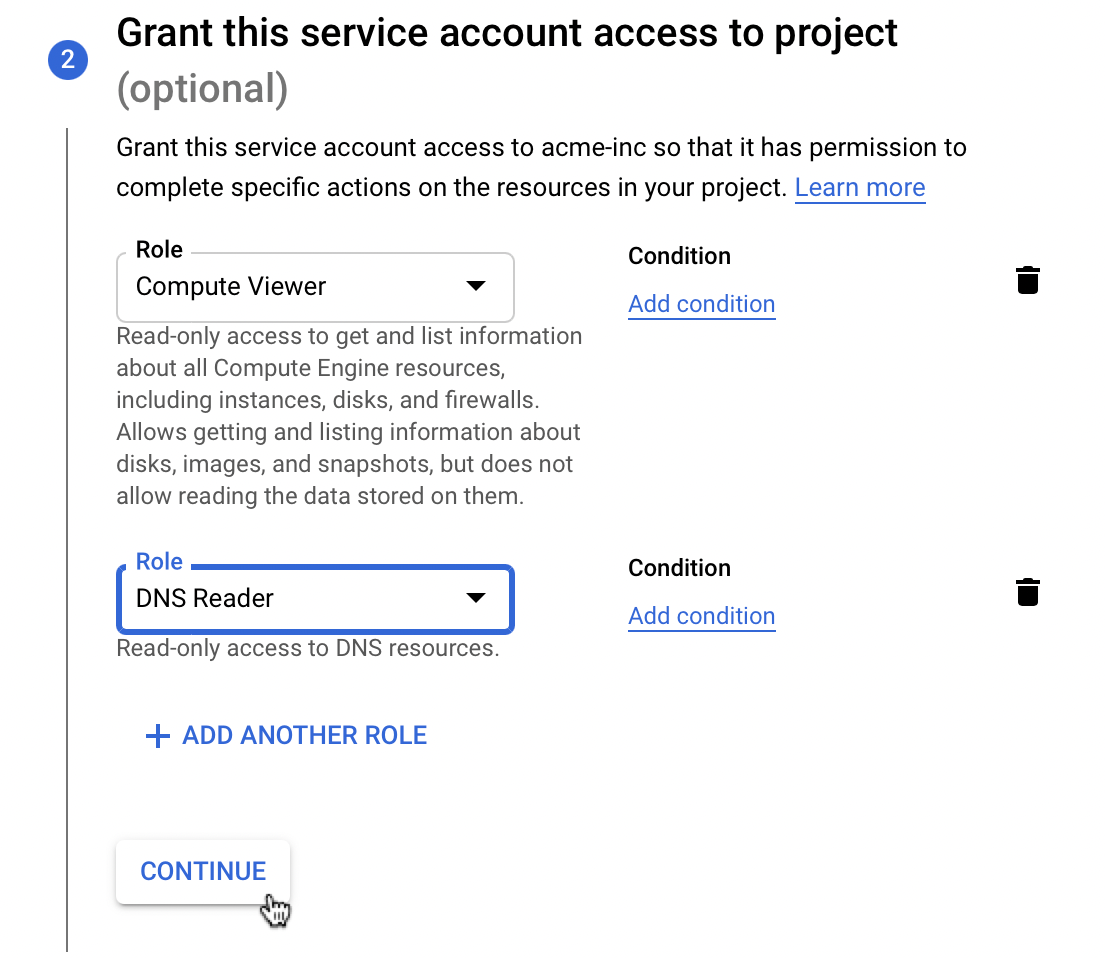 2
Grant this service account access to project
(optional)
Grant this service account access to acme-inc so that it has permission to
complete specific actions on the resources in your project. Learn more
Role
Compute Viewer
Condition
Add condition
Read-only access to get and list information
about all Compute Engine resources,
including instances, disks, and firewalls.
Allows getting and listing information about
disks, images, and snapshots, but does not
allow reading the data stored on them.
Role
DNS Reader
Condition
Add condition
Read-only access to DNS resources.
ADD ANOTHER ROLE
CONTINUE